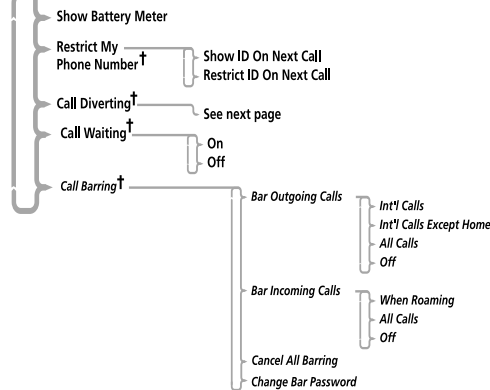 Show Battery Meter
Restrict My
Phone Number†
Show ID On Next Call
Restrict ID On Next Call
Call Diverting†
See next page
Call Waiting†
On
Off
Call Barring†
Bar Outgoing Calls
Int'l Calls
Int'l Calls Except Home
All Calls
Off
Bar Incoming Calls
When Roaming
All Calls
Off
Cancel All Barring
Change Bar Password